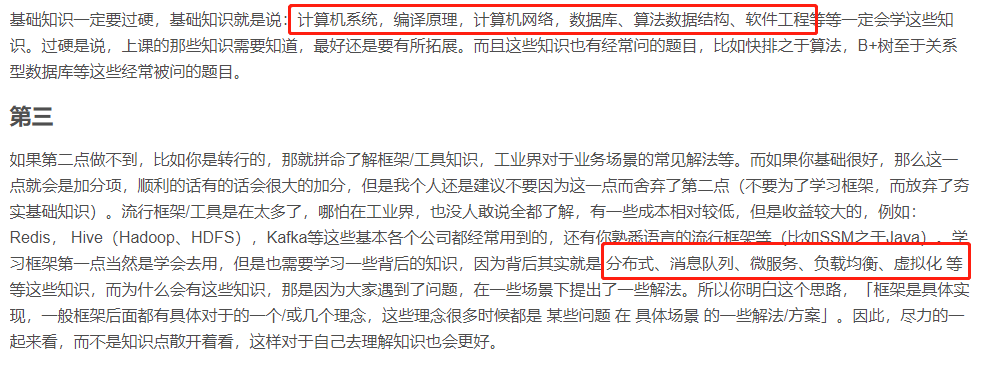 基础知识一定要过硬，基础知识就是说：计算机系统，编译原理，计算机网络，数据库、算法数据结构、软件工程等等一定会学这些知
识。过硬是说，上课的那些知识需要知道，最好还是要有所拓展。而且这些知识也有经常问的题目，比如快排之于算法，B+树至于关系
型数据库等这些经常被问的题目。
第三
如果第二点做不到，比如你是转行的，那就拼命了解框架/工具知识，工业界对于业务场景的常见解法等。而如果你基础很好，那么这一
点就会是加分项，顺利的话有的话会很大的加分，但是我个人还是建议不要因为这一点而舍弃了第二点（不要为了学习框架，而放弃了夯
实基础知识）。流行框架/工具是在太多了，哪怕在工业界，也没人敢说全都了解，有一些成本相对较低，但是收益较大的，例如：
Redis， Hive（Hadoop、HDFS）,Kafka等这些基本各个公司都经常用到的，还有你熟悉语言的流行框架等（比如SSM之于Java）。学
习框架第一点当然是学会去用，但是也需要学习一些背后的知识，因为背后其实就是 分布式、消息队列、微服务、负载均衡、虚拟化 等
等这些知识，而为什么会有这些知识，那是因为大家遇到了问题，在一些场景下提出了一些解法。所以你明白这个思路，「框架是具体实
现，一般框架后面都有具体对于的一个/或几个理念，这些理念很多时候都是 某些问题 在 具体场景 的一些解法/方案」。因此，尽力的一
起来看，而不是知识点散开着看，这样对于自己去理解知识也会更好。